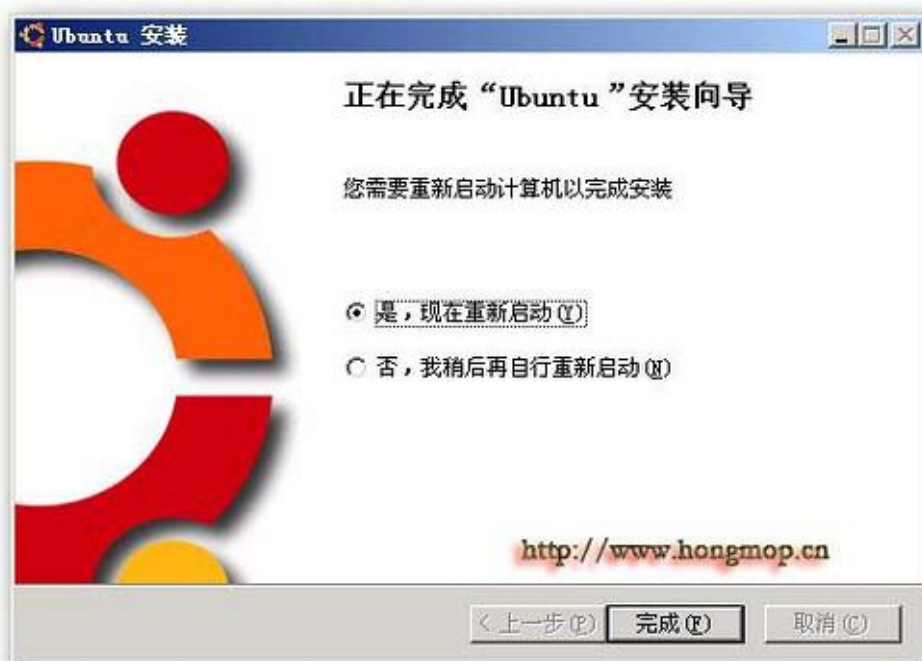 Ubuntu 安装
正在完成“Ubuntu”安装向导
您需要重新启动计算机以完成安装
是，现在重新启动(Y)
否，我稍后再自行重新启动(N)
http://www.hongmop.cn
< 上一步(P) 完成(F) 取消(C)